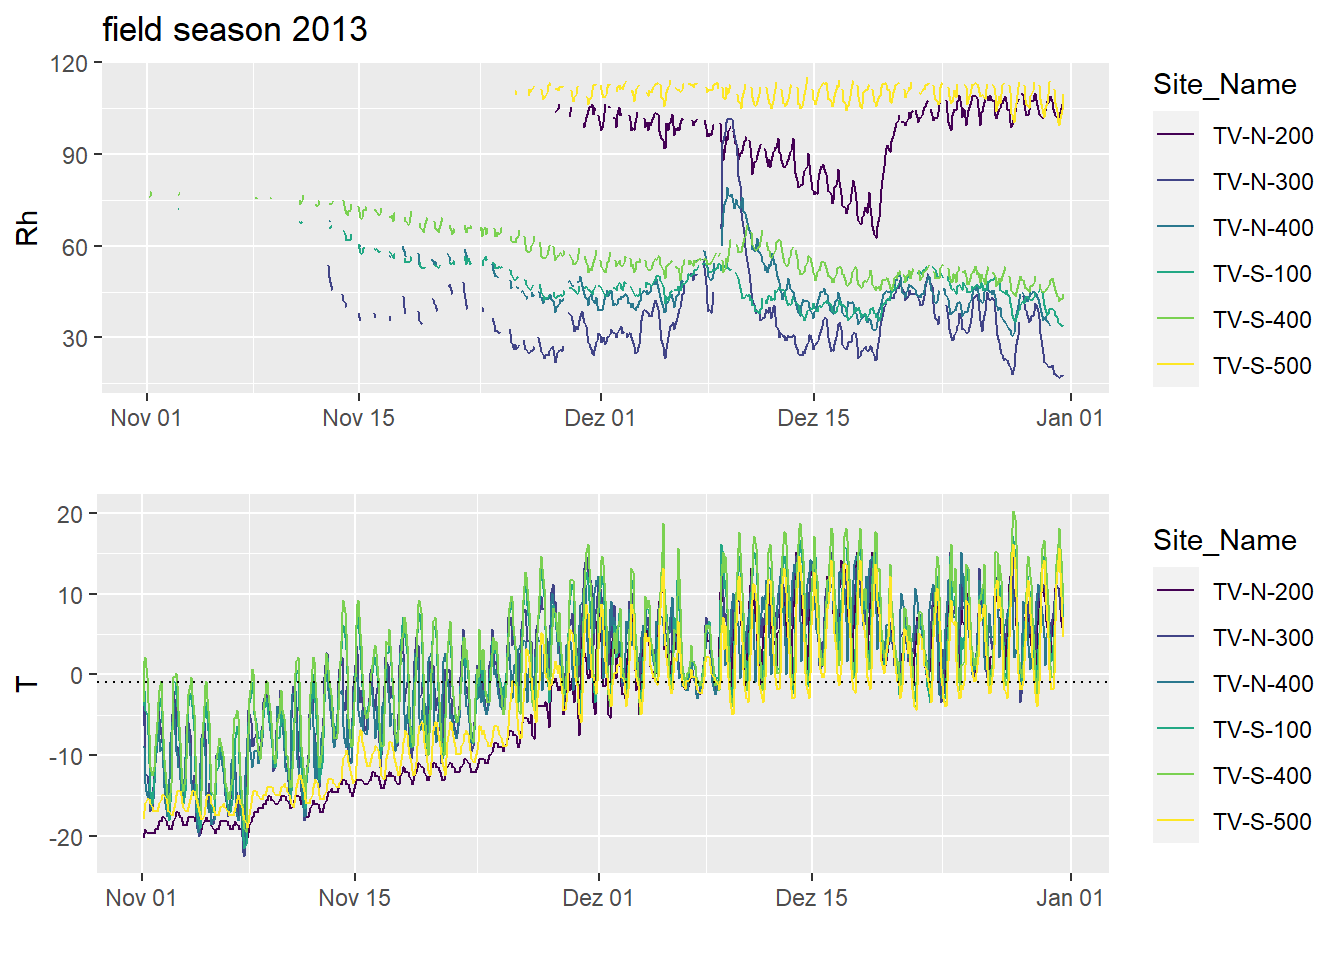 field season 2013
120
90
60
30
Rh
Nov 01
Nov 15
Dez 01
Dez 15
Jan 01
Site_Name
TV-N-200
TV-N-300
TV-N-400
TV-S-100
TV-S-400
TV-S-500
20
10
0
-10
-20
T
Nov 01
Nov 15
Dez 01
Dez 15
Jan 01
Site_Name
TV-N-200
TV-N-300
TV-N-400
TV-S-100
TV-S-400
TV-S-500